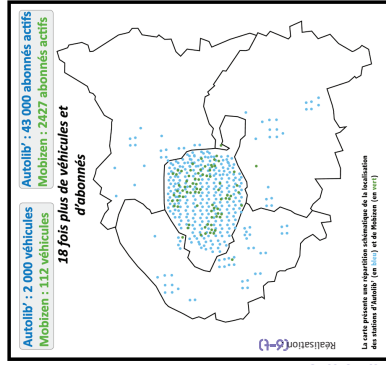 Autolib' : 2 000 véhicules
Mobizen : 112 véhicules
Autolib' : 43 000 abonnés actifs
Mobizen : 2427 abonnés actifs
18 fois plus de véhicules et
d'abonnés
Réalisation
(6-t)
La carte présente une répartition schématique de la localisation
des stations d'Autolib' (en bleu) et de Mobizen (en vert)